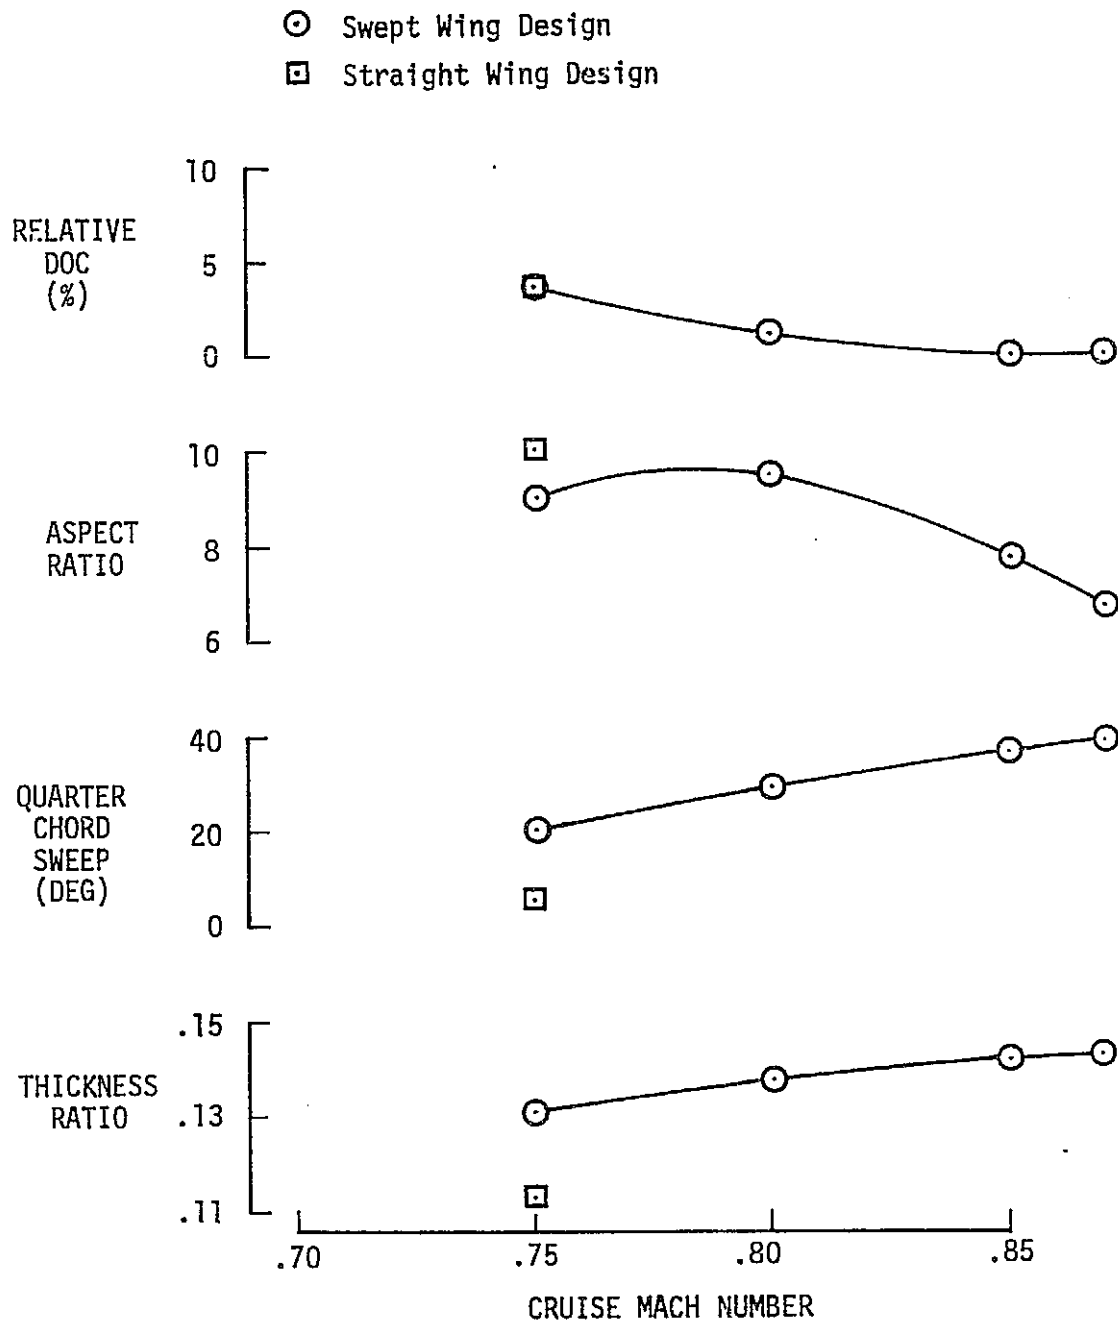 Swept Wing Design
Straight Wing Design
10
RELATIVE
DOC
(%)
5
0
10
ASPECT
RATIO
8
6
40
QUARTER
CHORD
SWEEP
(DEG)
20
0
.15
THICKNESS
RATIO
.13
.11
.70 .75 .80 .85
CRUISE MACH NUMBER